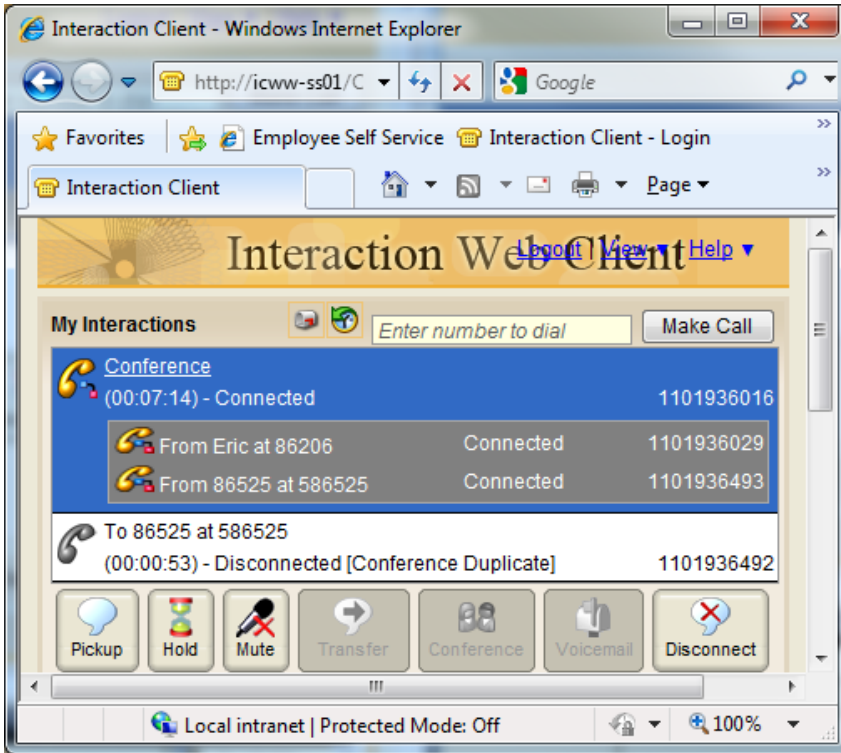 Interaction Client - Windows Internet Explorer
http://icww-ss01/C Google
Favorites Employee Self Service Interaction Client - Login
Interaction Client Page
Interaction Web Client
Logout | View Help
My Interactions Enter number to dial Make Call
Conference
(00:07:14) - Connected 1101936016
From Eric at 86206 Connected 1101936029
From 86525 at 586525 Connected 1101936493
To 86525 at 586525
(00:00:53) - Disconnected [Conference Duplicate] 1101936492
Pickup Hold Mute Transfer Conference Voicemail Disconnect
Local intranet | Protected Mode: Off 100%